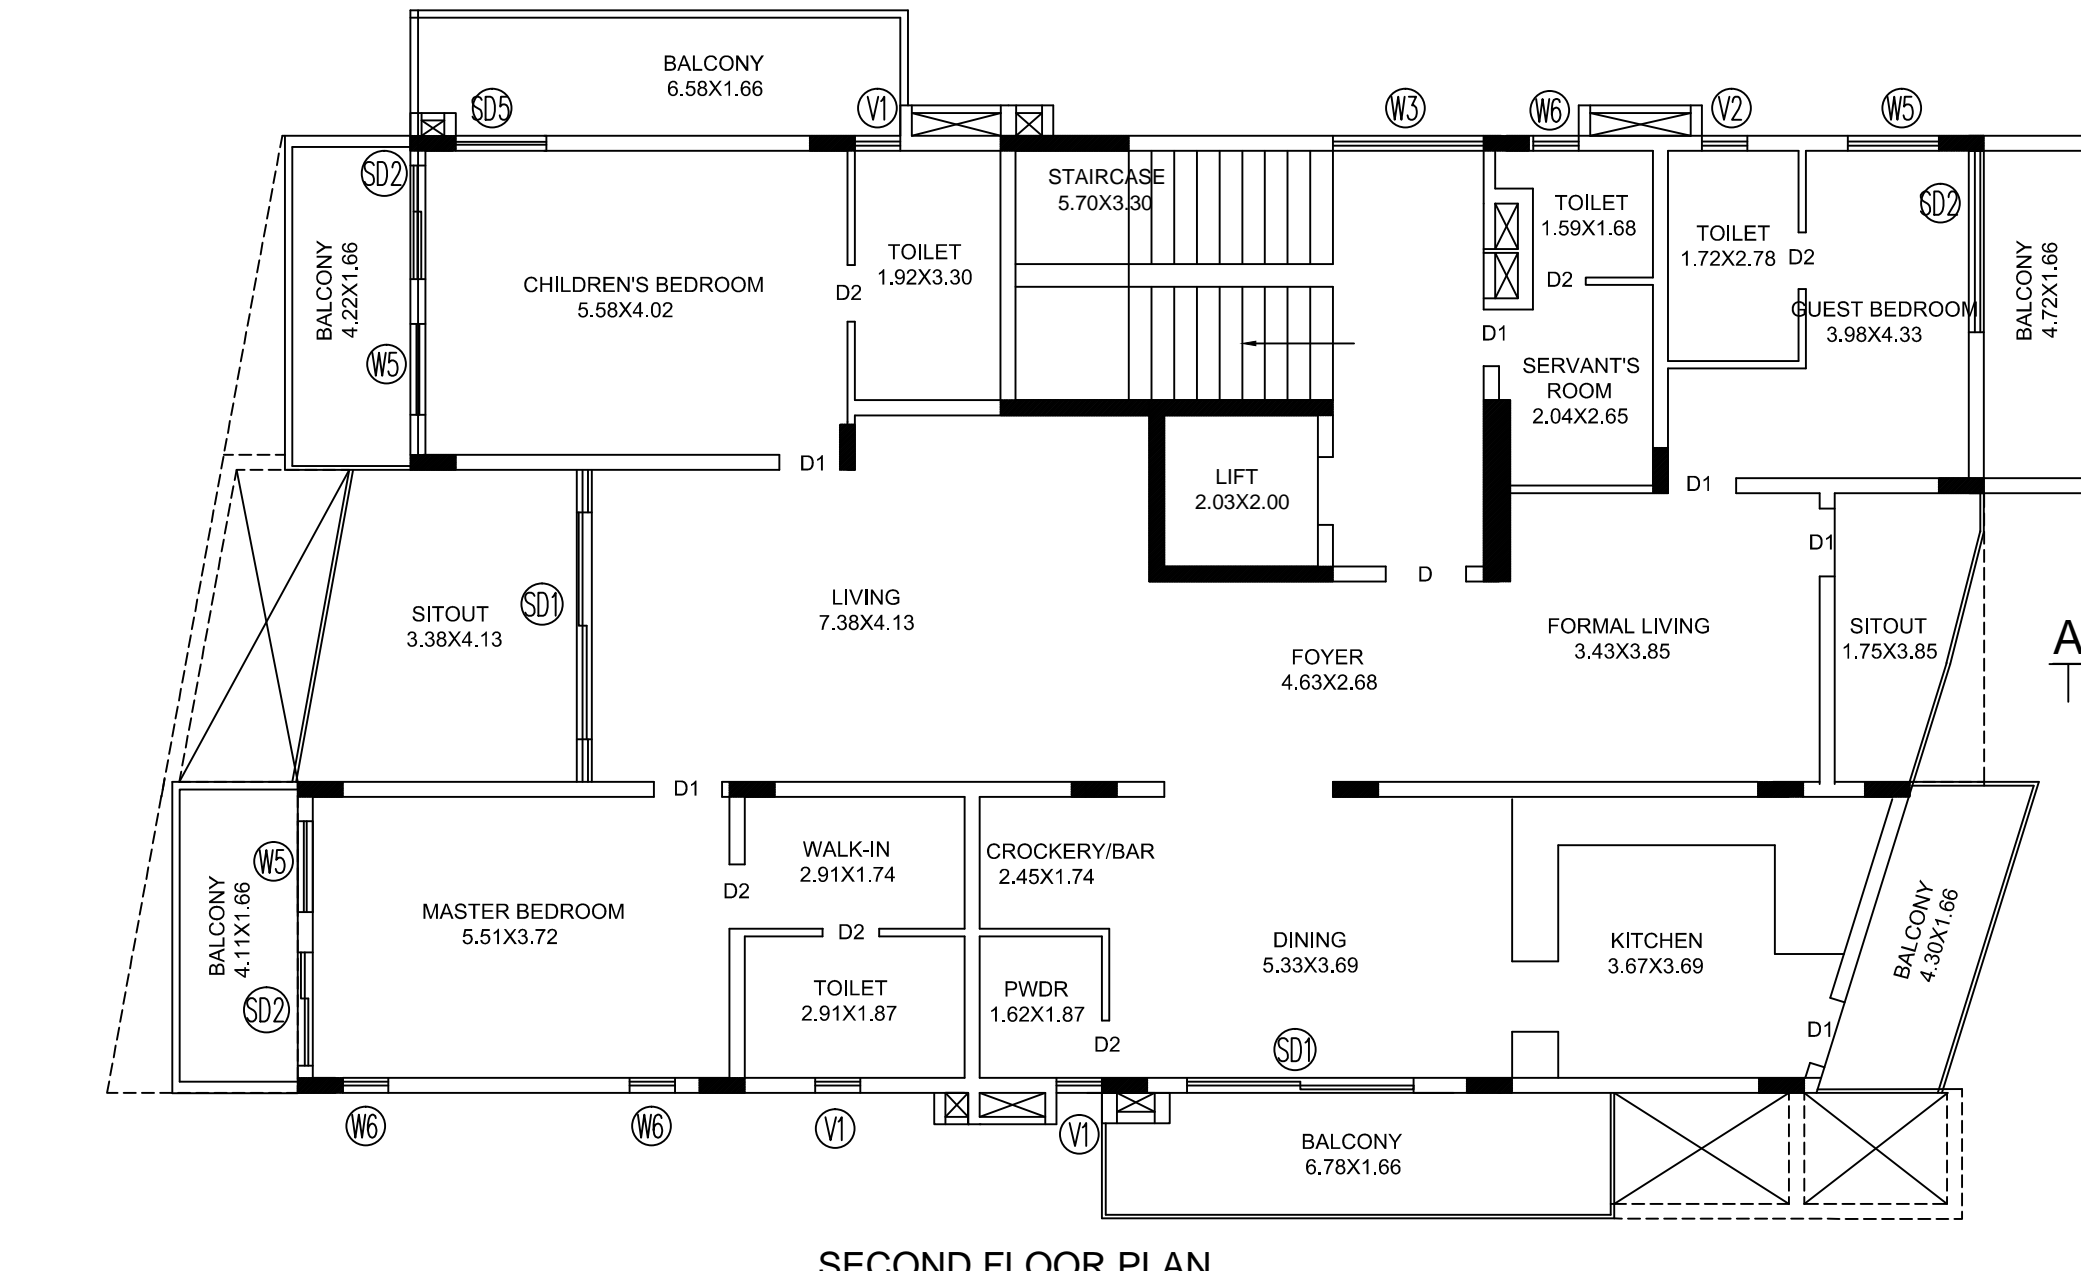 BALCONY
6.58X1.66
SD5
V1
W3
W6
V2
W5
SD2
STAIRCASE
5.70X3.30
TOILET
1.59X1.68
TOILET
1.72X2.78
D2
SD2
BALCONY
4.22X1.66
CHILDREN'S BEDROOM
5.58X4.02
TOILET
1.92X3.30
D2
D2
GUEST BEDROOM
3.98X4.33
BALCONY
4.72X1.66
W5
D1
SERVANT'S
ROOM
2.04X2.65
D1
LIFT
2.03X2.00
D1
D1
D
SITOUT
3.38X4.13
SD1
LIVING
7.38X4.13
FOYER
4.63X2.68
FORMAL LIVING
3.43X3.85
SITOUT
1.75X3.85
A
D1
W5
WALK-IN
2.91X1.74
CROCKERY/BAR
2.45X1.74
D2
BALCONY
4.11X1.66
MASTER BEDROOM
5.51X3.72
D2
DINING
5.33X3.69
KITCHEN
3.67X3.69
BALCONY
4.30X1.66
SD2
TOILET
2.91X1.87
PWDR
1.62X1.87
D2
SD1
D1
W6
W6
V1
V1
BALCONY
6.78X1.66
SECOND FLOOR PLAN